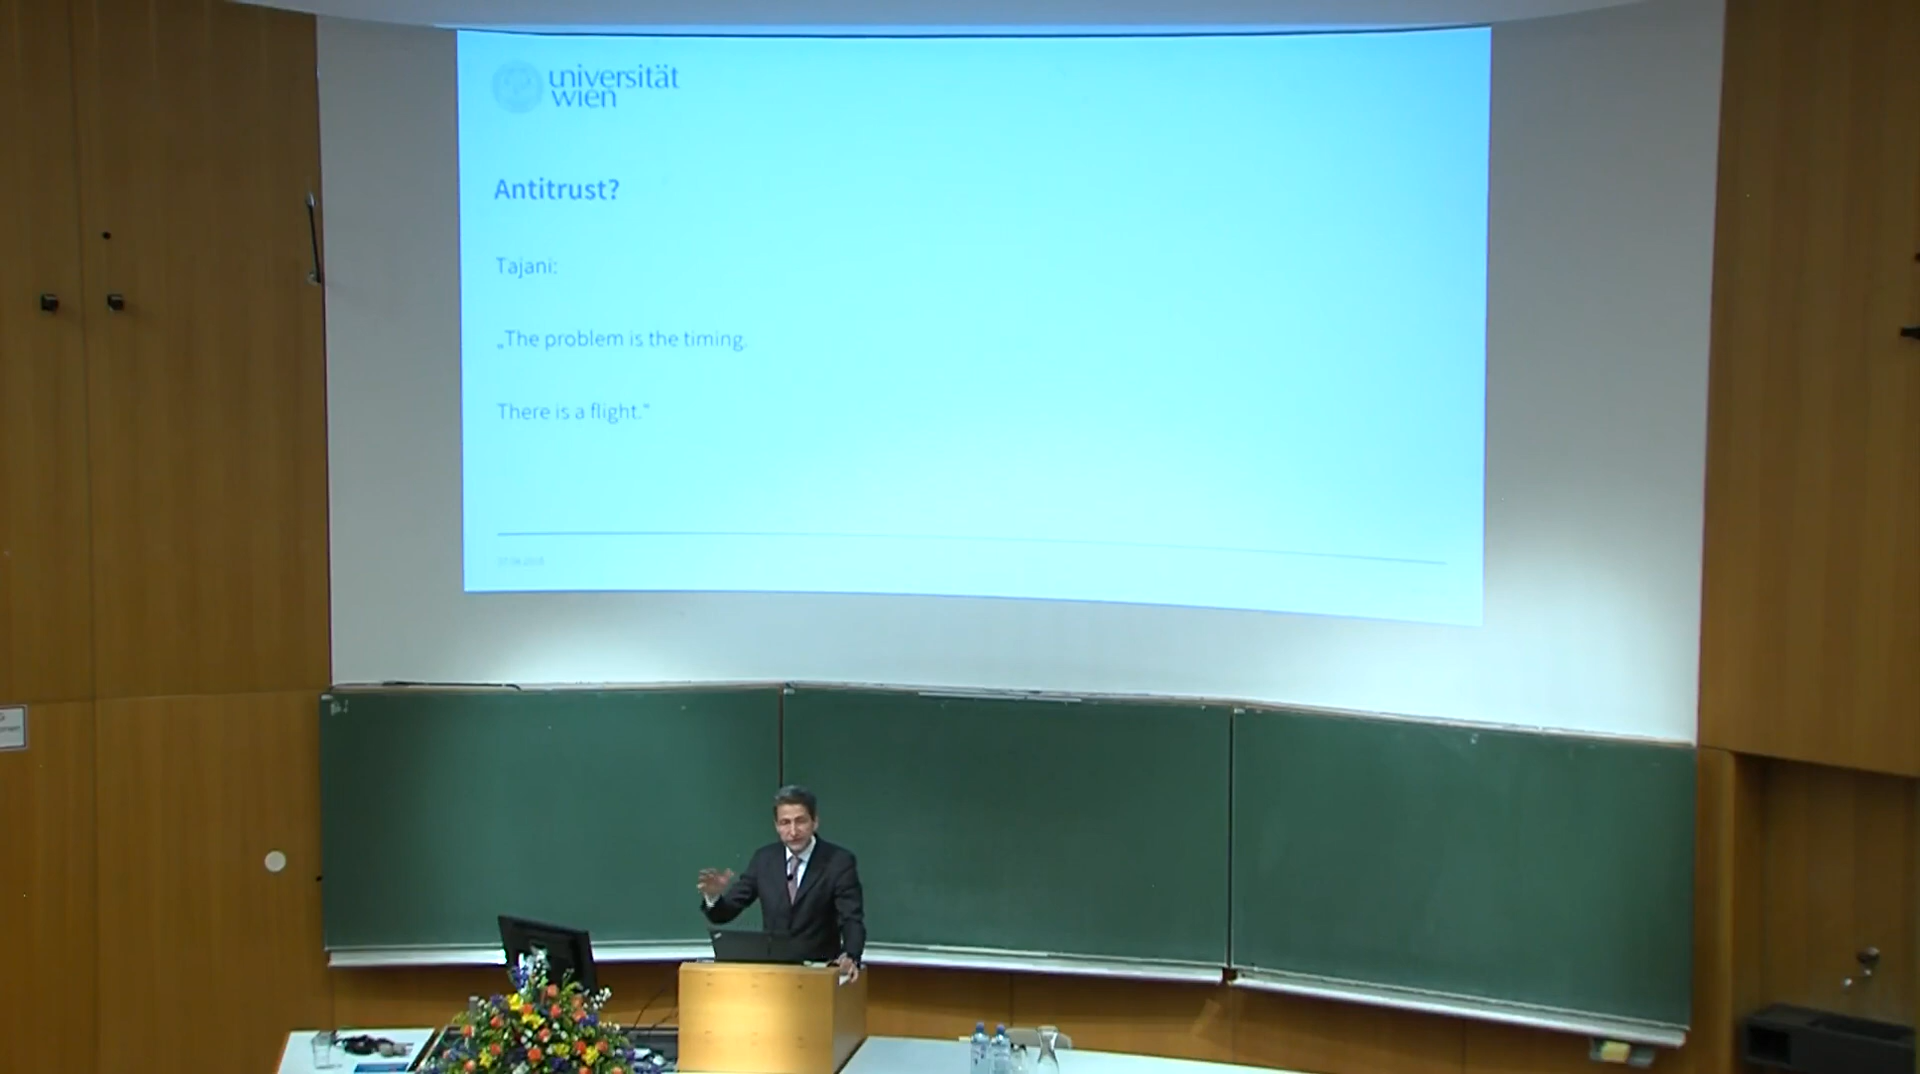 universität
wien
Antitrust?
Tajani:
„The problem is the timing.
There is a flight.”